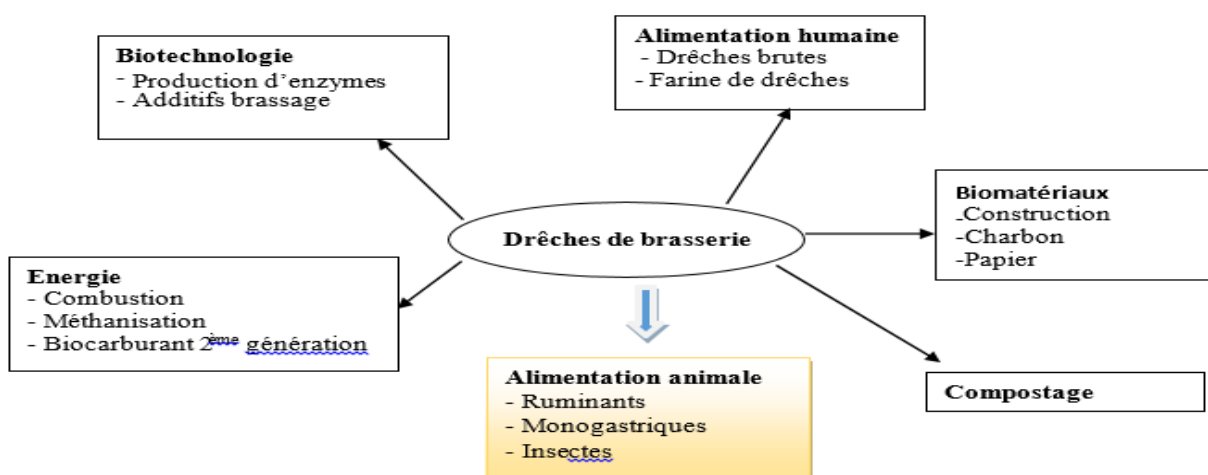 Biotechnologie
- Production d’enzymes
- Additifs brassage
Alimentation humaine
- Drêches brutes
- Farine de drêches
Drêches de brasserie
Biomatériaux
-Construction
-Charbon
-Papier
Energie
- Combustion
- Méthanisation
- Biocarburant 2ème génération
Alimentation animale
- Ruminants
- Monogastriques
- Insectes
Compostage